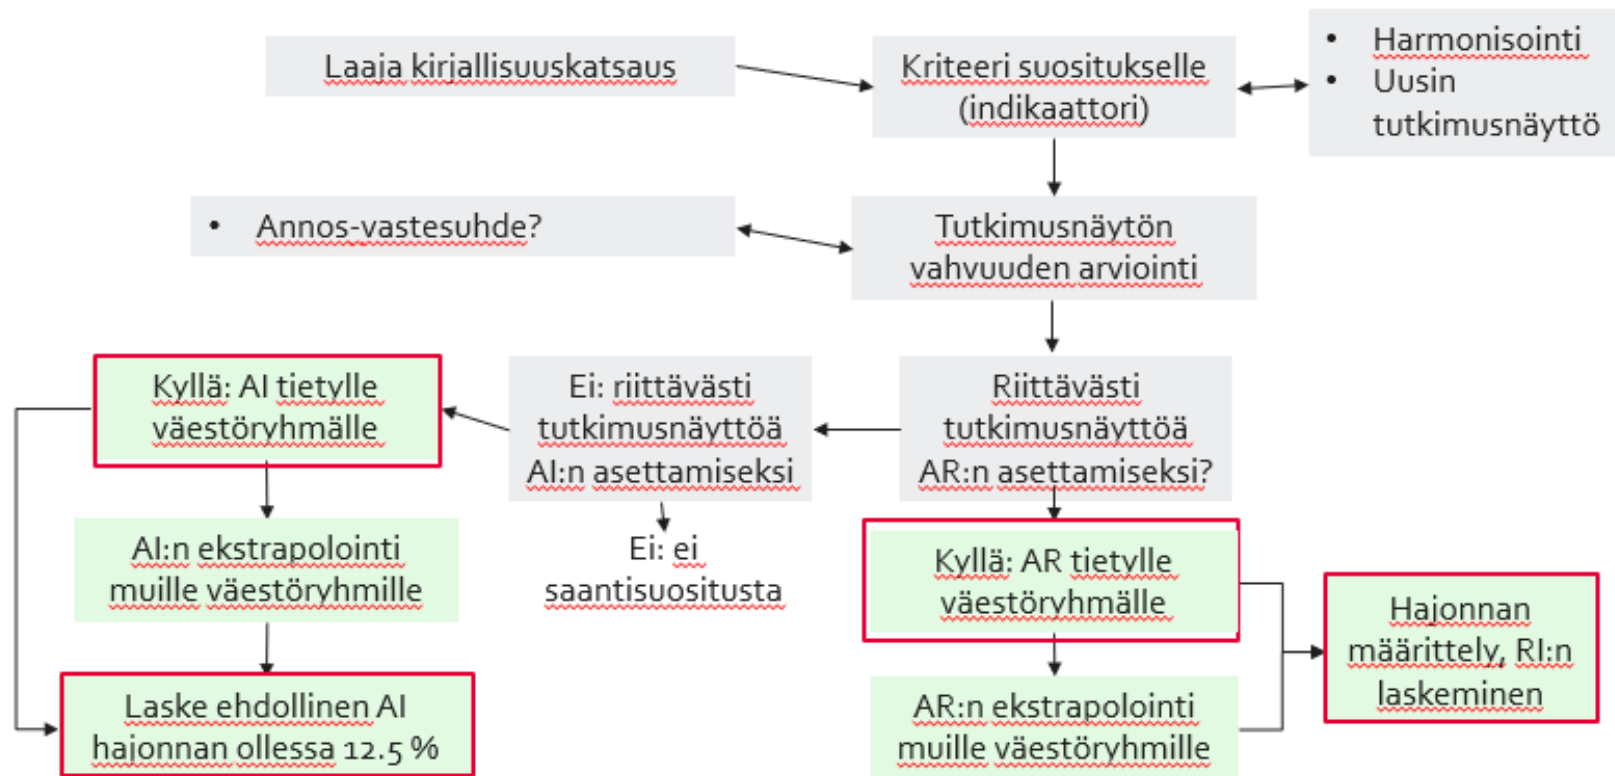 Laaja kirjallisuuskatsaus
Kriteeri suositukselle
(indikaattori)
• Harmonisointi
• Uusin
tutkimusnäyttö
• Annos-vastesuhde?
Tutkimusnäytön
vahvuuden arviointi
Kyllä: AI tietylle
väestöryhmälle
Ei: riittävästi
tutkimusnäyttöä
AI:n asettamiseksi
Riittävästi
tutkimusnäyttöä
AR:n asettamiseksi?
AI:n ekstrapolointi
muille väestöryhmille
Ei: ei
saantisuositusta
Kyllä: AR tietylle
väestöryhmälle
Hajonnan
määrittely, RI:n
laskeminen
Laske ehdollinen AI
hajonnan ollessa 12.5 %
AR:n ekstrapolointi
muille väestöryhmille